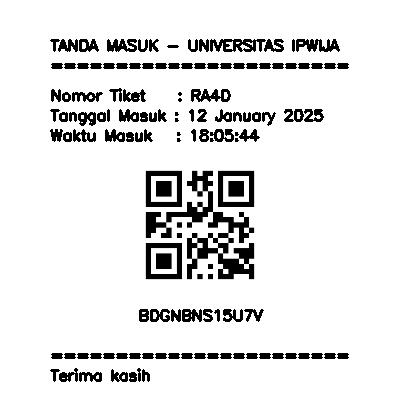 TANDA MASUK - UNIVERSITAS IPWIJA
========================
Nomor Tiket : RA4D
Tanggal Masuk : 12 January 2025
Waktu Masuk : 18:05:44
BDGNBNS15U7V
========================
Terima kasih